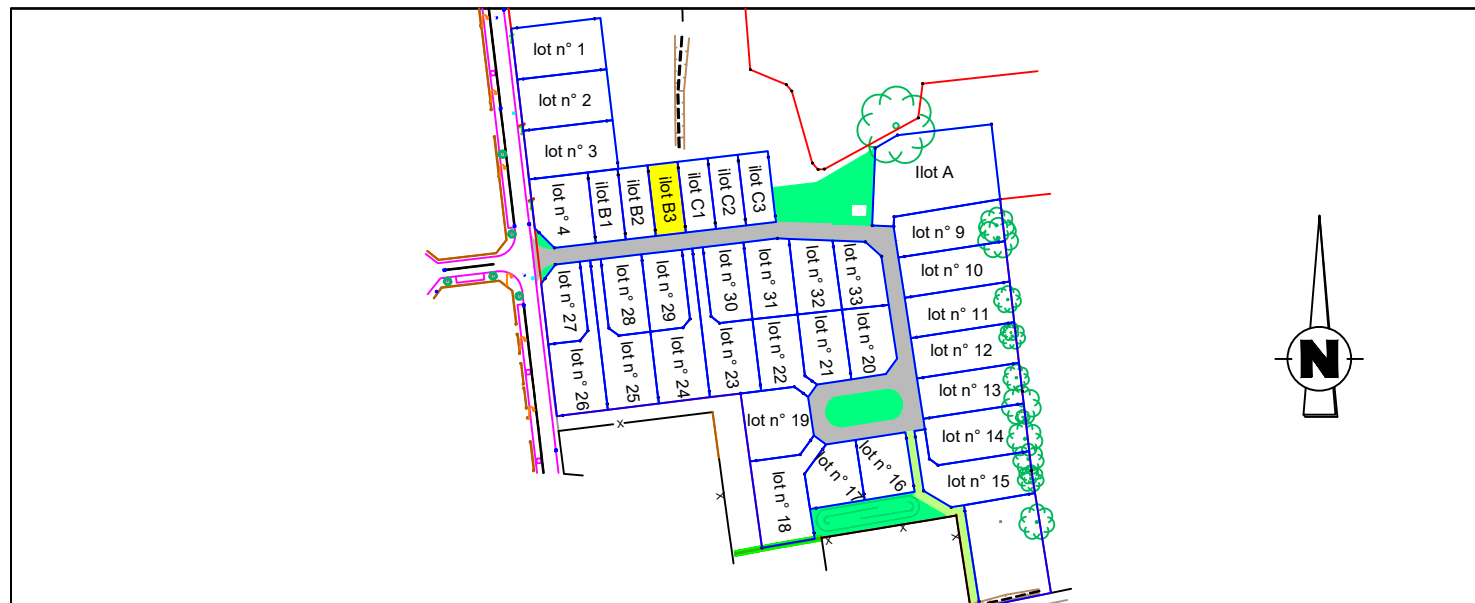 lot n° 1
lot n° 2
lot n° 3
lot n° 4
ilot B1
ilot B2
ilot B3
ilot C1
ilot C2
ilot C3
Ilot A
lot n° 9
lot n° 10
lot n° 11
lot n° 12
lot n° 13
lot n° 14
lot n° 15
lot n° 27
lot n° 28
lot n° 29
lot n° 30
lot n° 31
lot n° 32
lot n° 33
lot n° 26
lot n° 25
lot n° 24
lot n° 23
lot n° 22
lot n° 21
lot n° 20
lot n° 19
lot n° 18
lot n° 17
lot n° 16
N